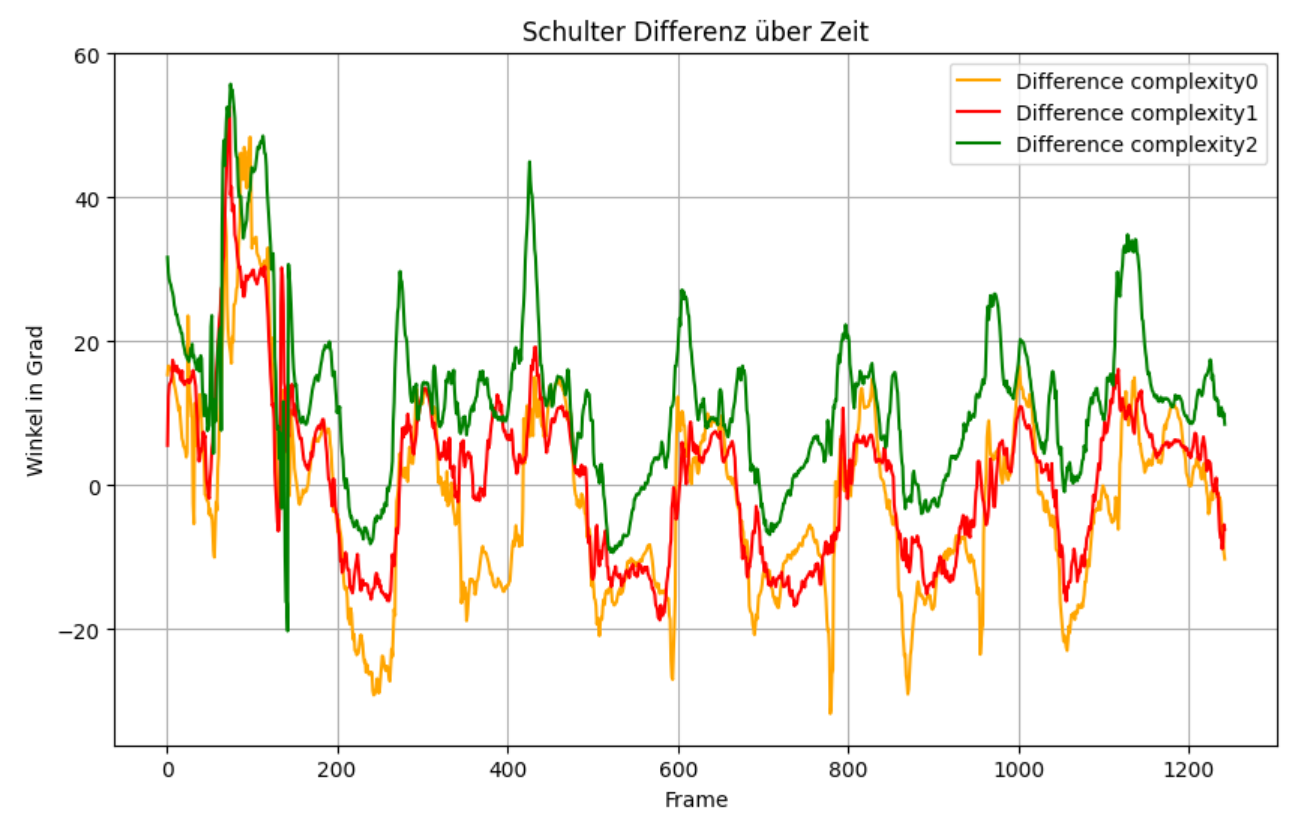 Schulter Differenz über Zeit
60
40
20
0
−20
Winkel in Grad
Difference complexity0
Difference complexity1
Difference complexity2
0 200 400 600 800 1000 1200
Frame